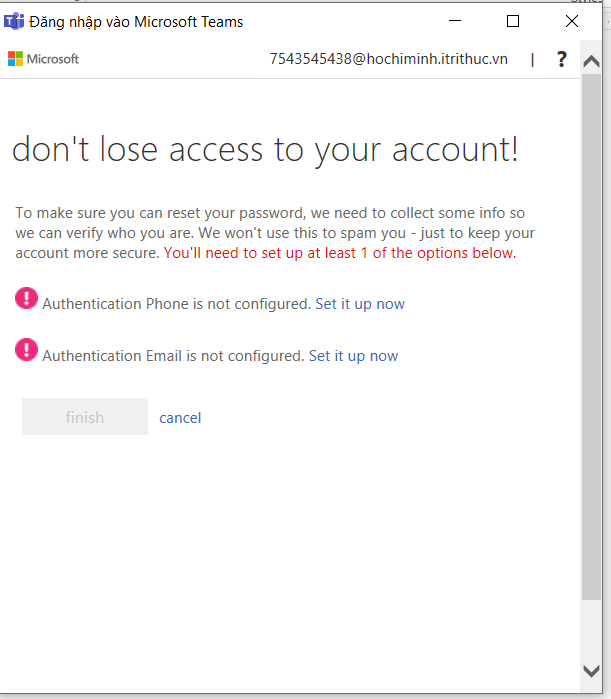 Đăng nhập vào Microsoft Teams
Microsoft
7543545438@hochiminh.itrithuc.vn | ?
don't lose access to your account!
To make sure you can reset your password, we need to collect some info so
we can verify who you are. We won't use this to spam you - just to keep your
account more secure. You'll need to set up at least 1 of the options below.
! Authentication Phone is not configured. Set it up now
! Authentication Email is not configured. Set it up now
finish cancel